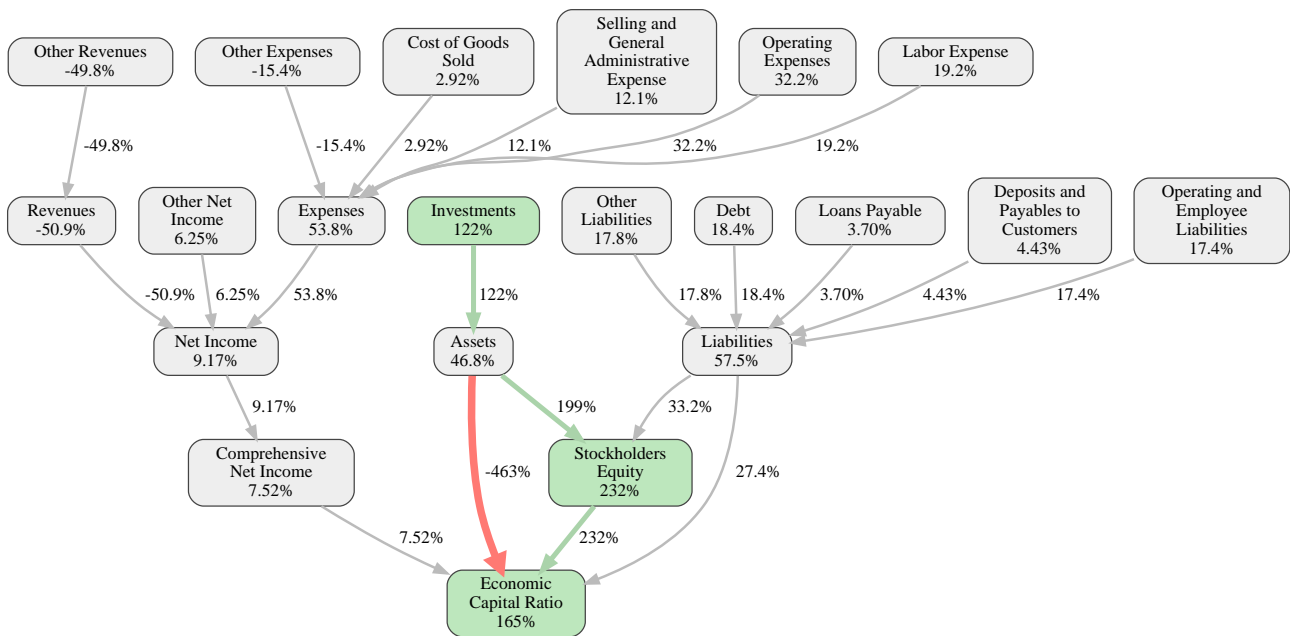 Other Revenues
-49.8%
Other Expenses
-15.4%
Cost of Goods
Sold
2.92%
Selling and
General
Administrative
Expense
12.1%
Operating
Expenses
32.2%
Labor Expense
19.2%
-49.8%
-15.4%
2.92%
12.1%
32.2%
19.2%
Revenues
-50.9%
Other Net
Income
6.25%
Expenses
53.8%
Investments
122%
Other
Liabilities
17.8%
Debt
18.4%
Loans Payable
3.70%
Deposits and
Payables to
Customers
4.43%
Operating and
Employee
Liabilities
17.4%
-50.9%
6.25%
53.8%
122%
17.8%
18.4%
3.70%
4.43%
17.4%
Net Income
9.17%
Assets
46.8%
Liabilities
57.5%
9.17%
199%
33.2%
Comprehensive
Net Income
7.52%
-463%
Stockholders
Equity
232%
27.4%
7.52%
232%
Economic
Capital Ratio
165%